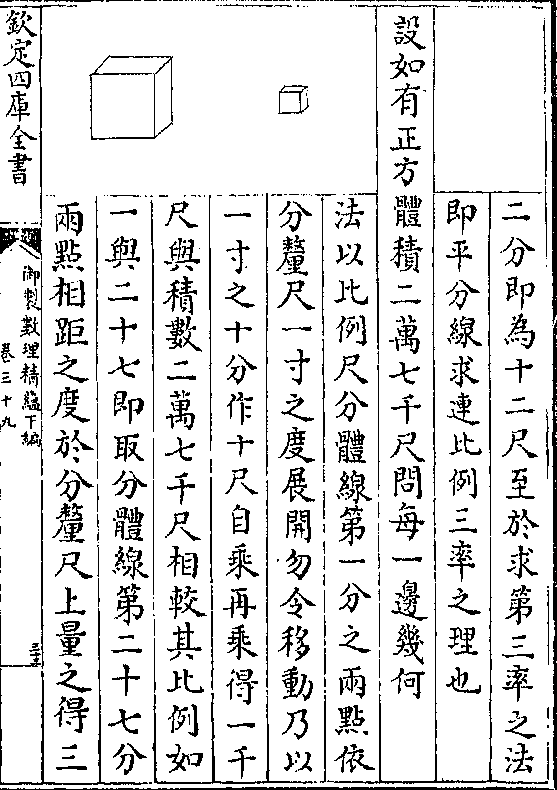 二分即為十二尺至於求第三率之法
即平分線求連比例三率之理也
設如有正方體積二萬七千尺問每一邊幾何
法以比例尺分體線第一分之兩點依
分釐尺一寸之度展開勿令移動乃以
一寸之十分作十尺自乘再乘得一千
尺與積數二萬七千尺相較其比例如
一與二十七即取分體線第二十七分
兩點相距之度於分釐尺上量之得三
欽定四庫全書
御製數理精蘊下編
卷三十九